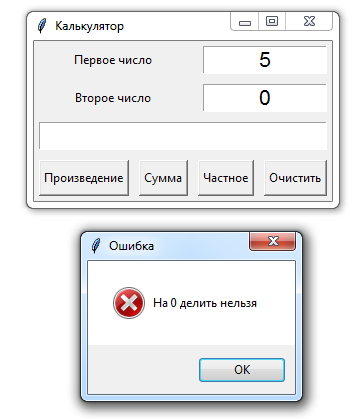 Калькулятор
Первое число 5
Второе число 0
Произведение Сумма Частное Очистить
Ошибка
На 0 делить нельзя
OK